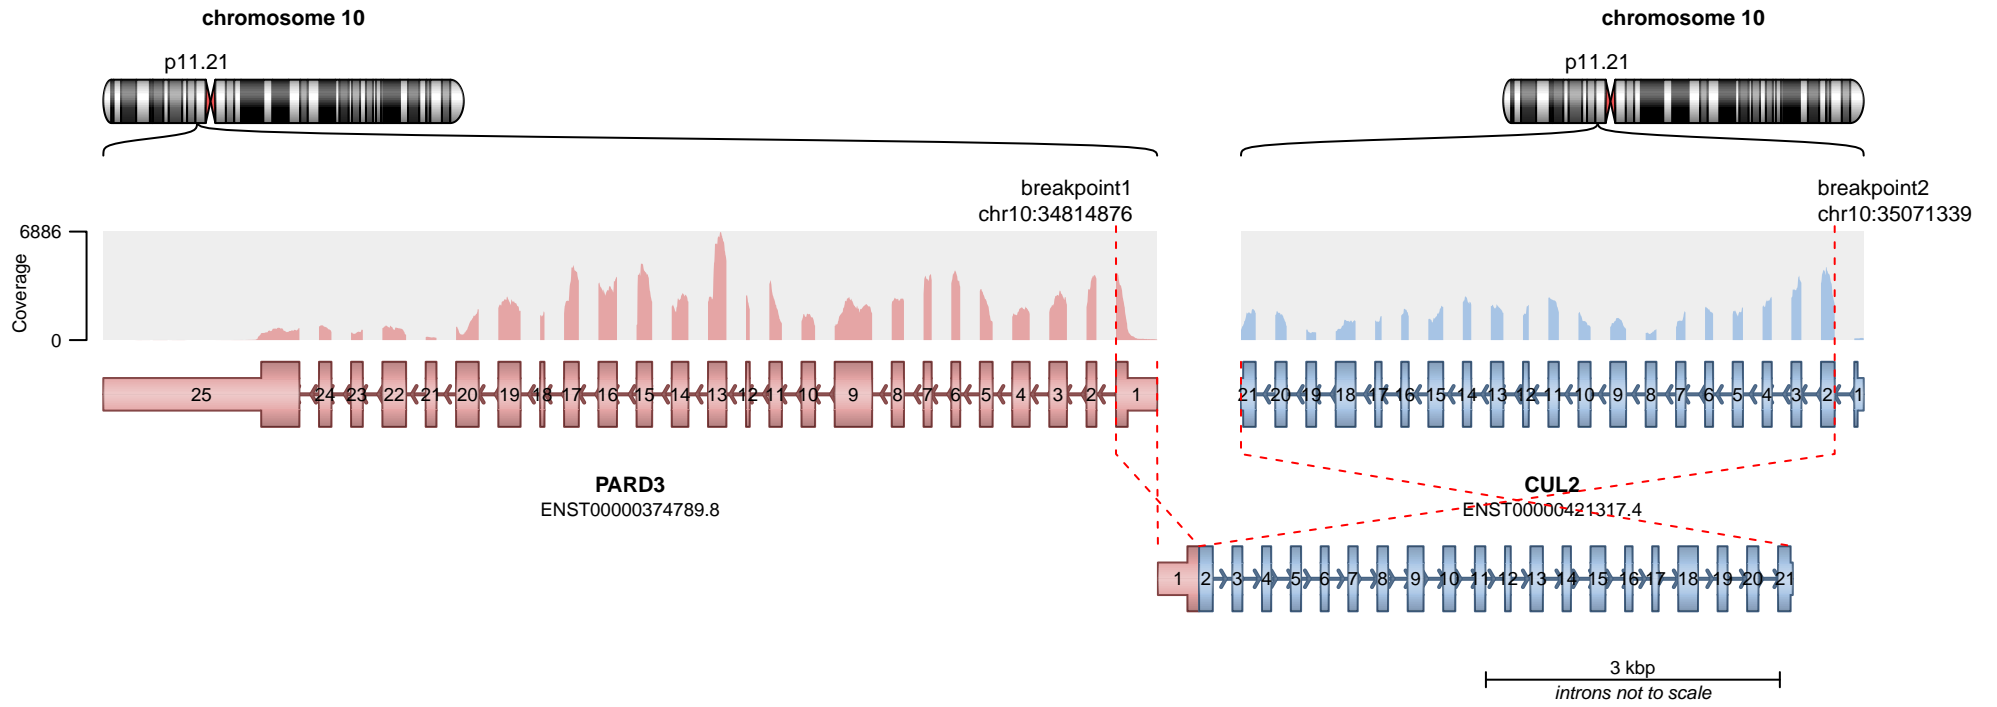 chromosome 10
chromosome 10
p11.21
p11.21
breakpoint1
chr10:34814876
breakpoint2
chr10:35071339
6886
Coverage
0
25 24 23 22 21 20 19 18 17 16 15 14 13 12 11 10 9 8 7 6 5 4 3 2 1
21 20 19 18 17 16 15 14 13 12 11 10 9 8 7 6 5 4 3 2 1
PARD3
ENST00000374789.8
CUL2
ENST00000421317.4
1 2 3 4 5 6 7 8 9 10 11 12 13 14 15 16 17 18 19 20 21
3 kbp
introns not to scale